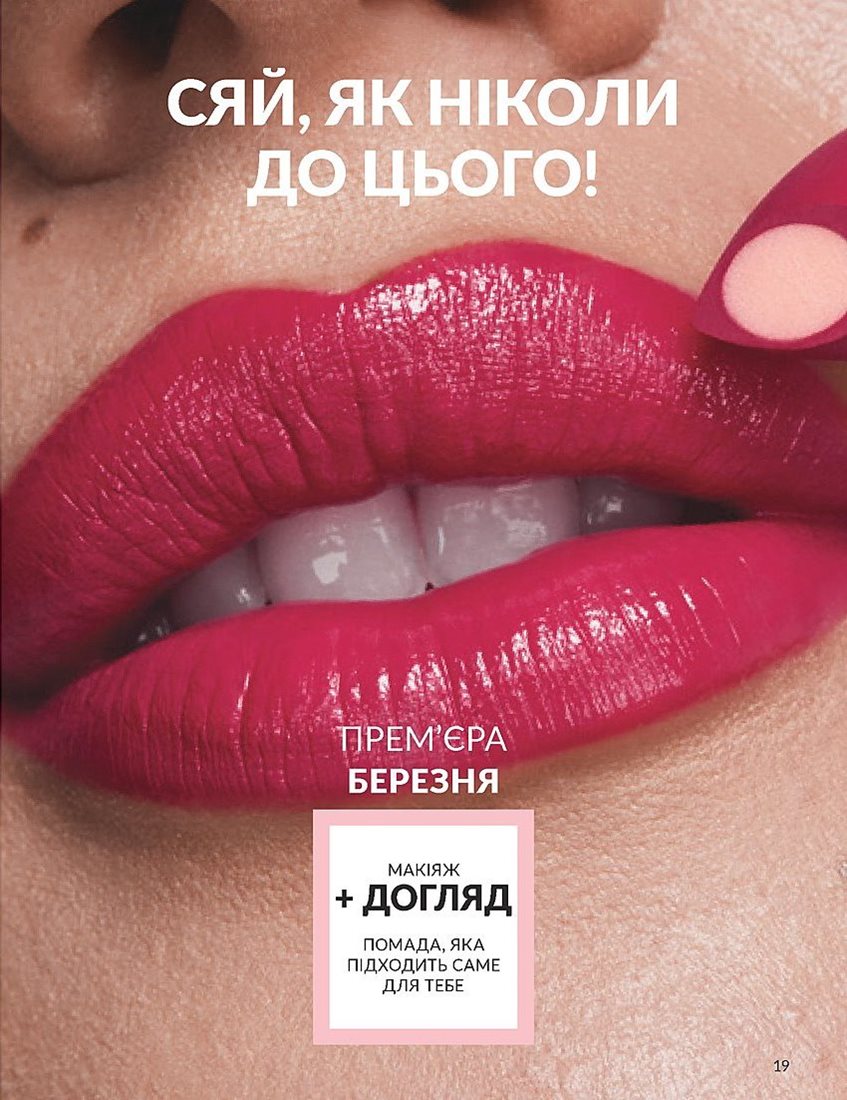 СЯЙ, ЯК НІКОЛИ
ДО ЦЬОГО!
ПРЕМ’ЄРА
БЕРЕЗНЯ
МАКІЯЖ
+ ДОГЛЯД
ПОМАДА, ЯКА
ПІДХОДИТЬ САМЕ
ДЛЯ ТЕБЕ
19